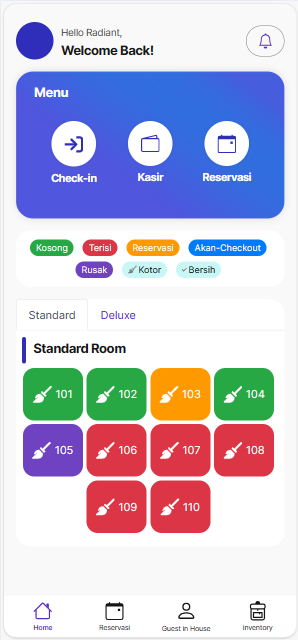 Hello Radiant,
Welcome Back!
Menu
Check-in Kasir Reservasi
Kosong Terisi Reservasi Akan-Checkout
Rusak Kotor Bersih
Standard Deluxe
Standard Room
101 102 103 104
105 106 107 108
109 110
Home Reservasi Guest in House inventory